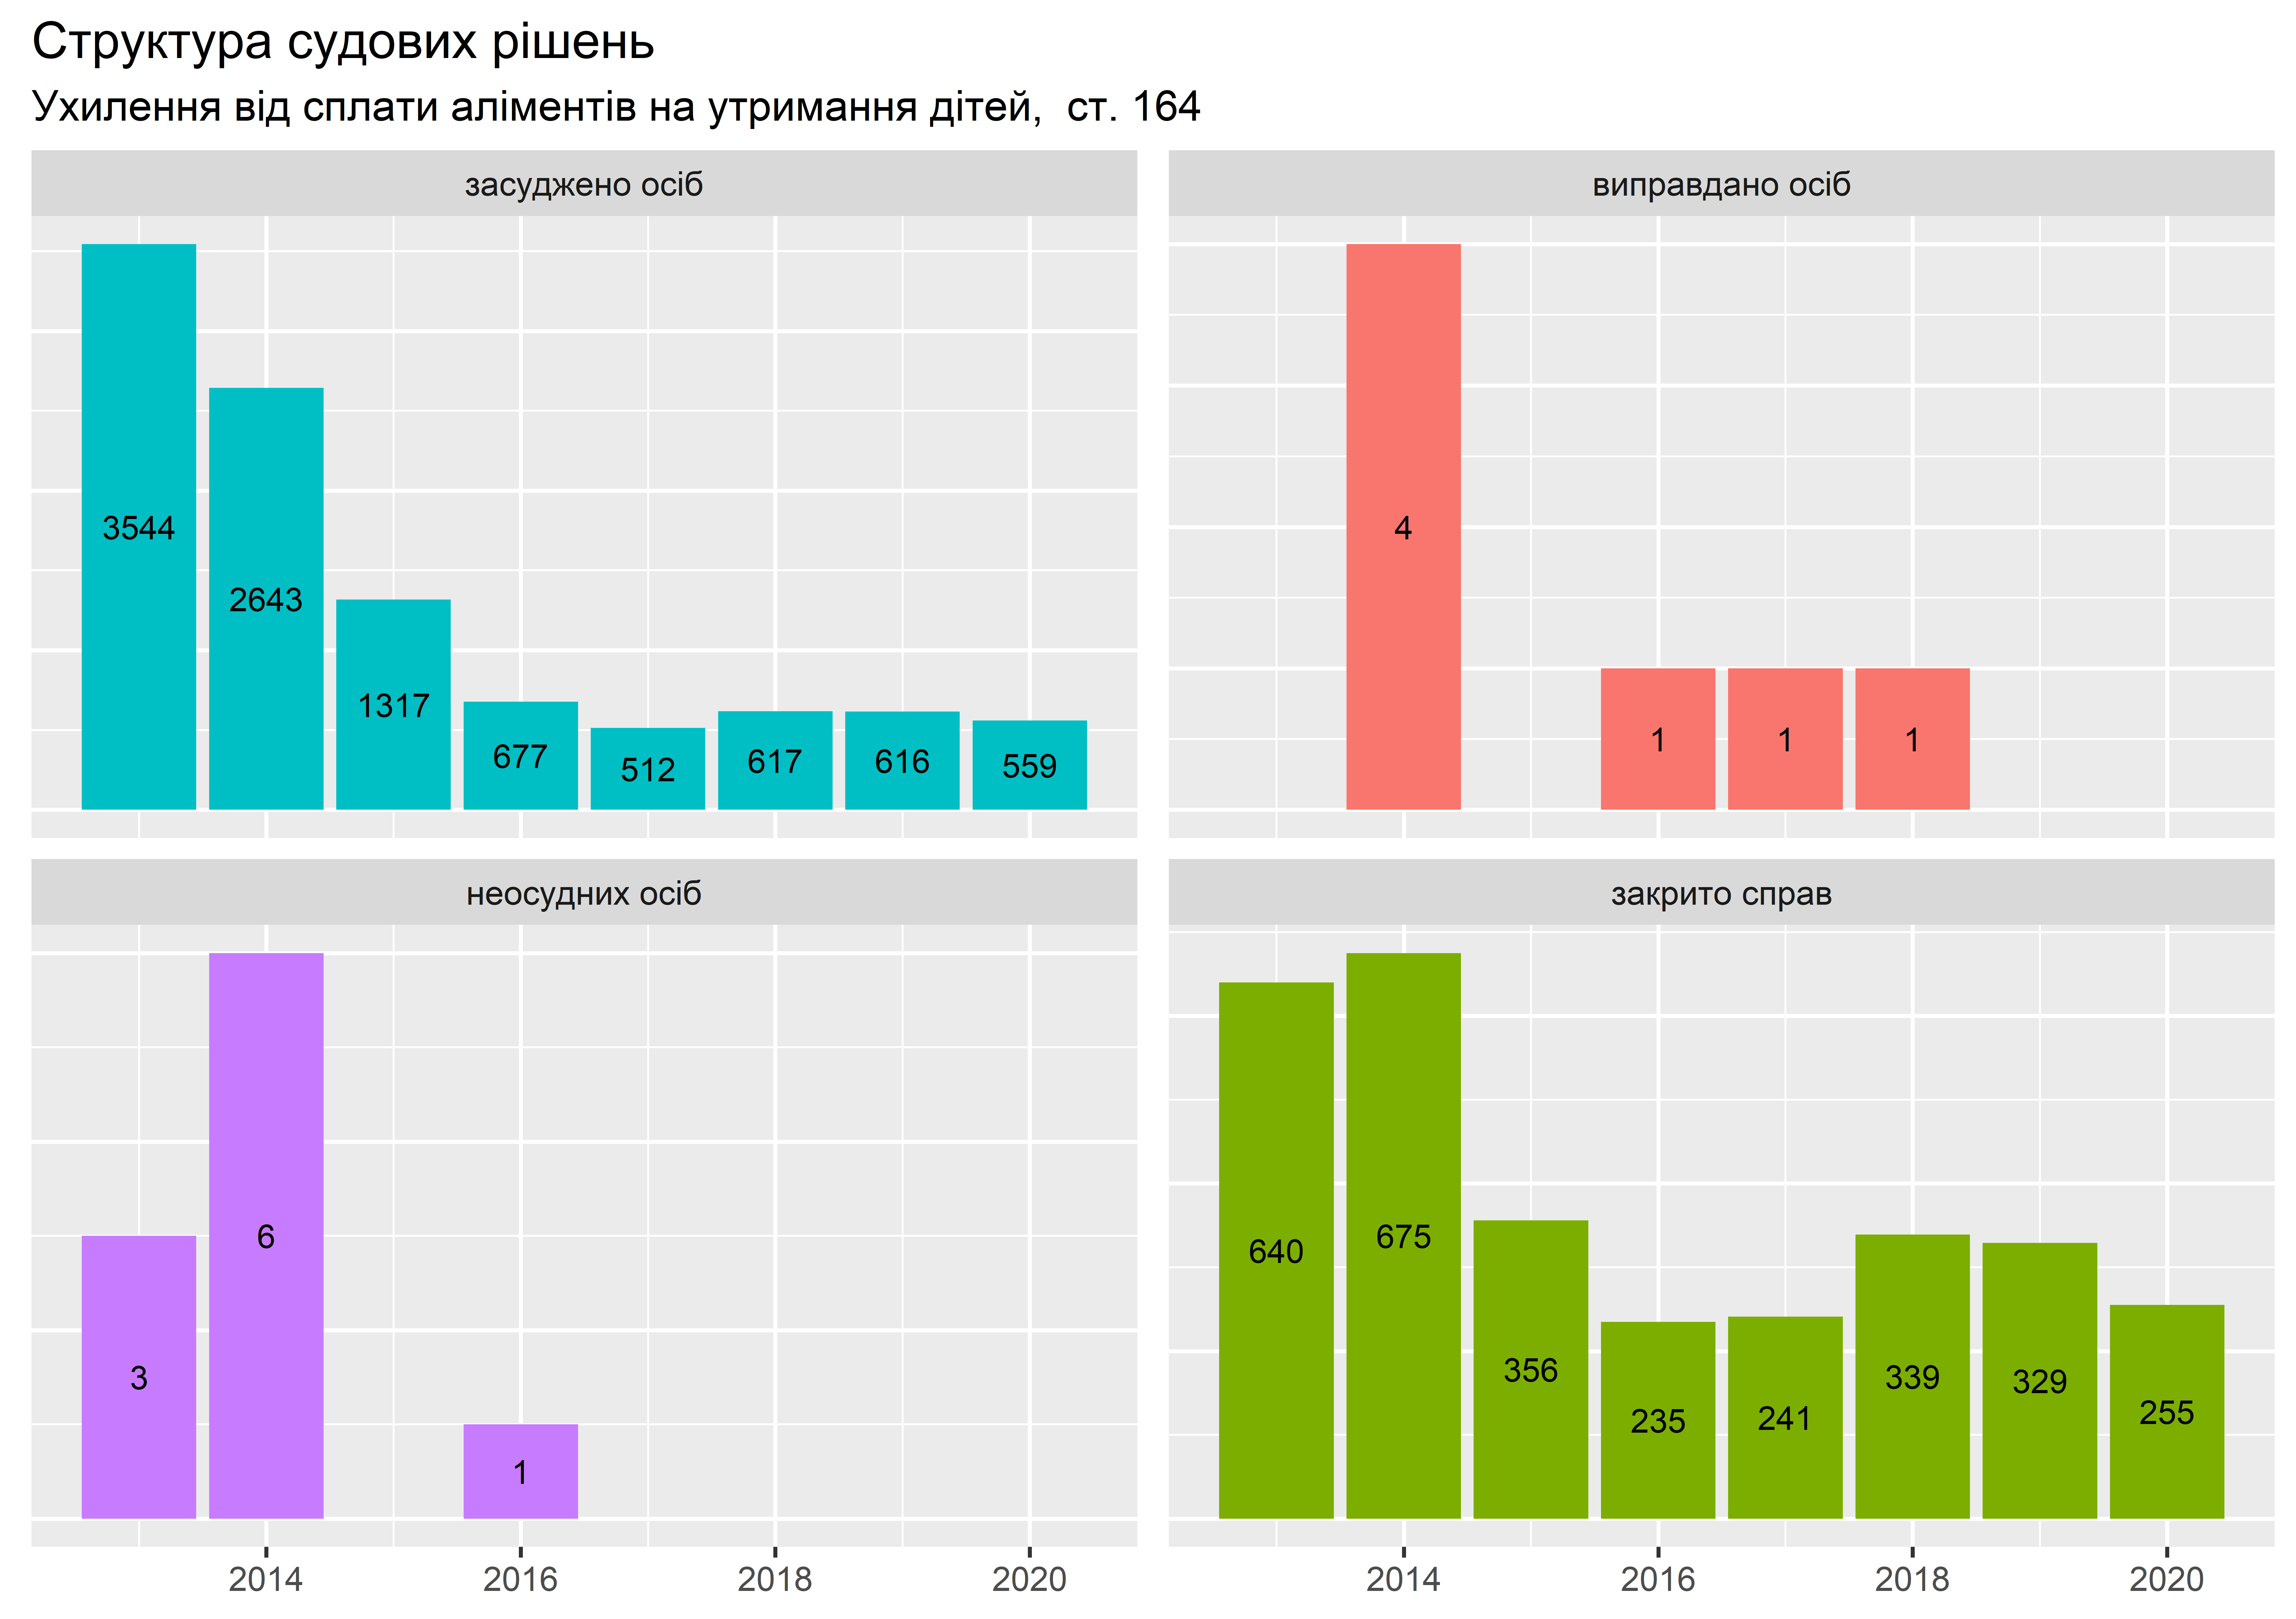 Структура судових рішень
Ухилення від сплати аліментів на утримання дітей,  ст. 164
засуджено осіб
3544
2643
1317
677
512
617
616
559
виправдано осіб
4
1
1
1
неосудних осіб
3
6
1
2014 2016 2018 2020
закрито справ
640
675
356
235
241
339
329
255
2014 2016 2018 2020